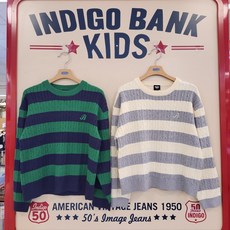 INDIGO BANK
KIDS
AMERICAN VINTAGE JEANS 1950
50's Image Jeans
50
50
INDIGO